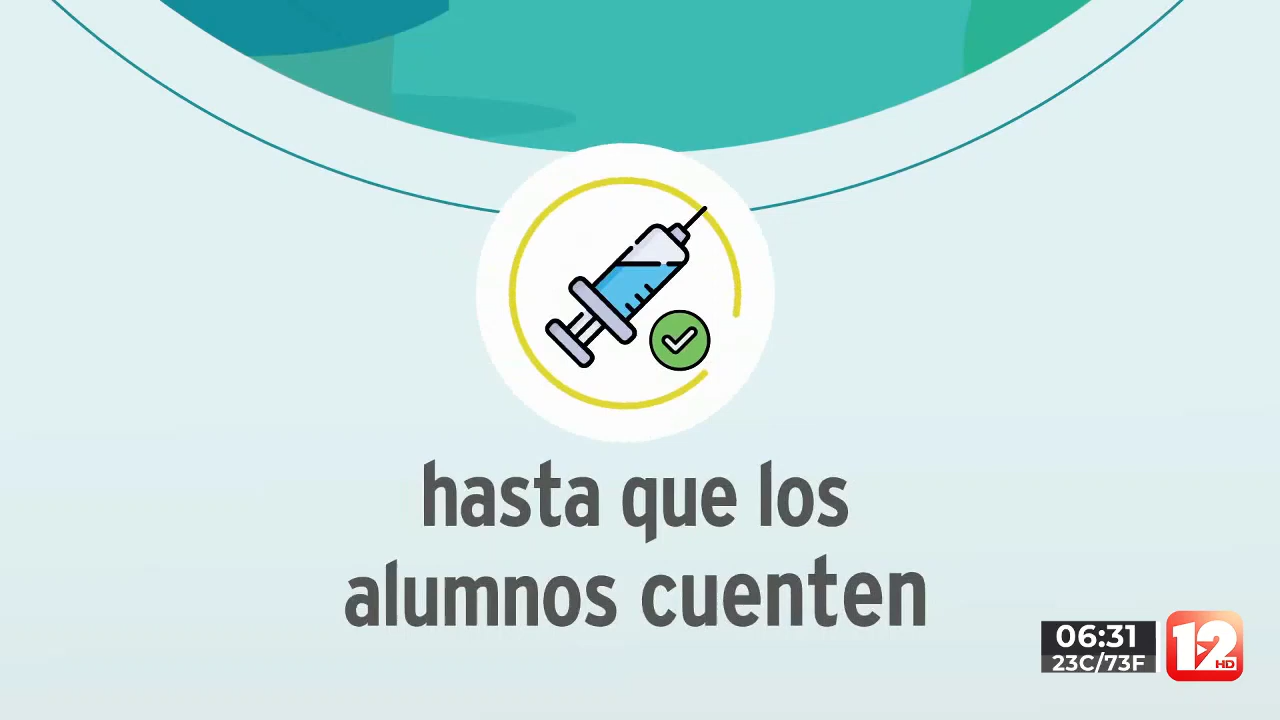 hasta que los
alumnos cuenten
06:31
23C/73F
12
HD